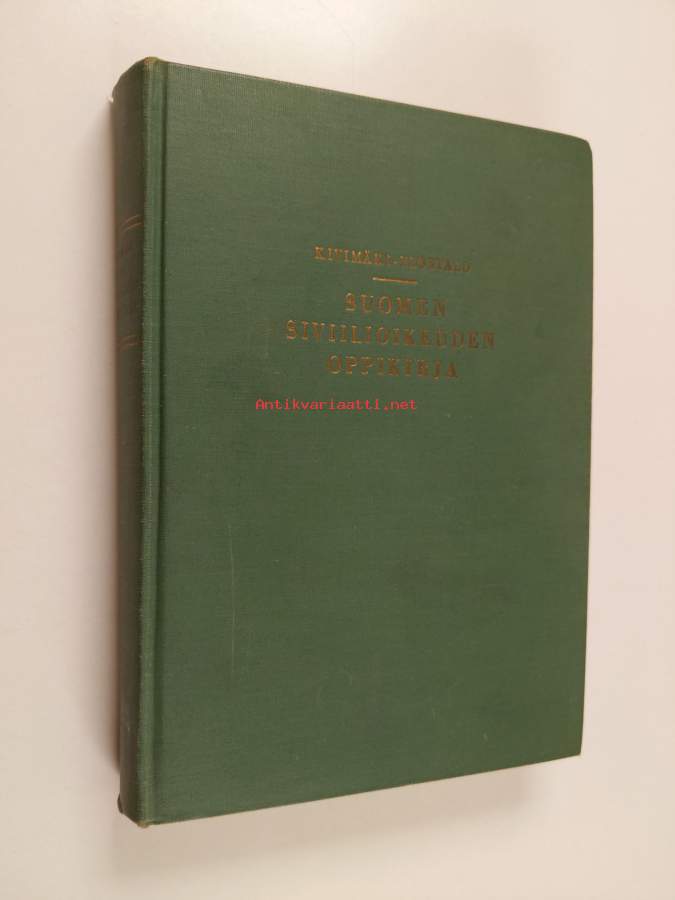 KIVIMÄKI-YLÖSTALO
SUOMEN
SIVIILIOIKEUDEN
OPPIKIRJA
Antikvariaatti.net